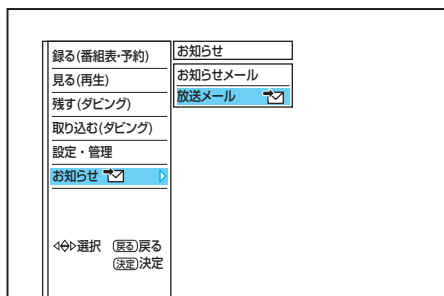 録る(番組表・予約)
見る(再生)
残す(ダビング)
取り込む(ダビング)
設定・管理
お知らせ
選択 戻る 戻る
決定 決定
お知らせ
お知らせメール
放送メール